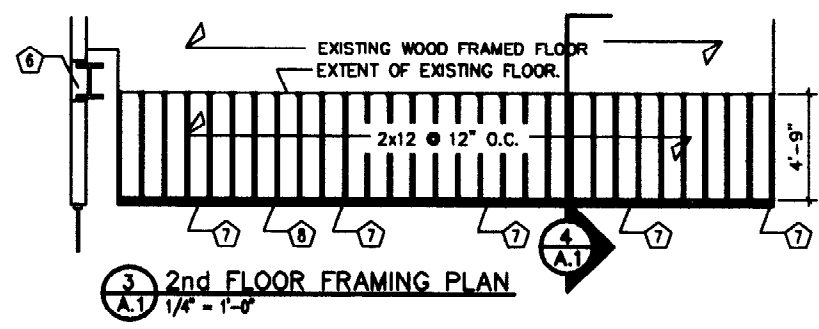 EXISTING WOOD FRAMED FLOOR
6
EXTENT OF EXISTING FLOOR.
2x12 @ 12" O.C.
4'-9"
7
8
7
7
4
A.1
7
7
3
A.1
2nd FLOOR FRAMING PLAN
1/4" = 1'-0"